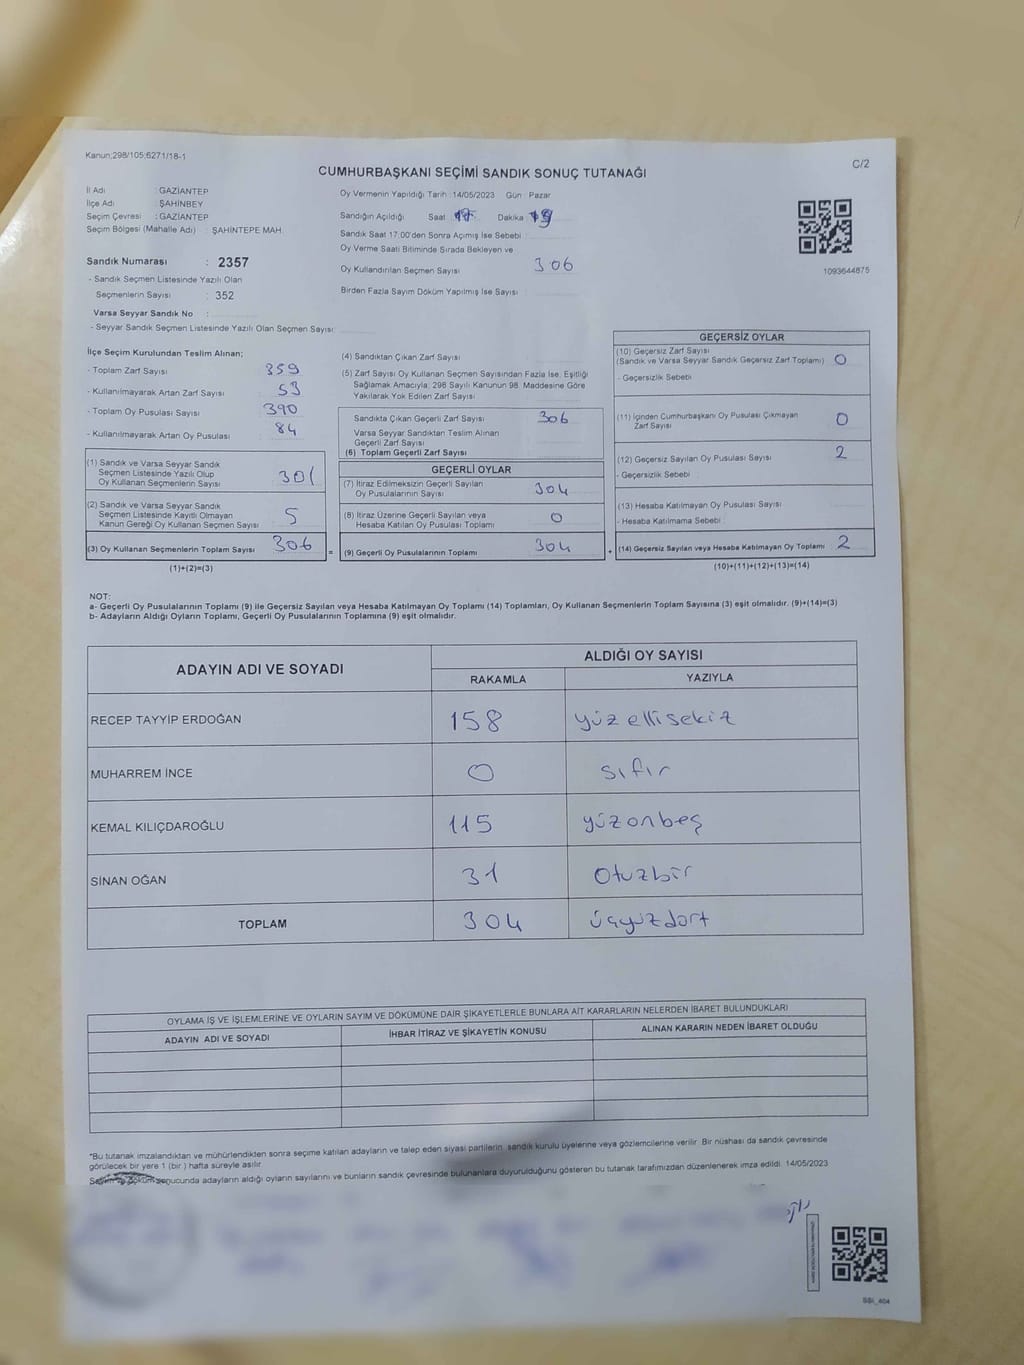 Kanun;298/105;6271/18-1
C/2
CUMHURBAŞKANI SEÇİMİ SANDIK SONUÇ TUTANAĞI
İl Adı : GAZİANTEP
İlçe Adı : ŞAHİNBEY
Seçim Çevresi : GAZİANTEP
Seçim Bölgesi (Mahalle Adı) : ŞAHİNTEPE MAH.
Sandık Numarası : 2357
- Sandık Seçmen Listesinde Yazılı Olan
Seçmenlerin Sayısı : 352
Varsa Seyyar Sandık No :
- Seyyar Sandık Seçmen Listesinde Yazılı Olan Seçmen Sayısı:
Oy Vermenin Yapıldığı Tarih : 14/05/2023 Gün : Pazar
Sandığın Açıldığı Saat Dakika
Sandık Saat 17:00'den Sonra Açımış İse Sebebi
Oy Verme Saati Bitiminde Sırada Bekleyen ve
Oy Kullandırılan Seçmen Sayısı 306
Birden Fazla Sayım Döküm Yapılmış İse Sayısı :
1093644875
İlçe Seçim Kurulundan Teslim Alınan;
- Toplam Zarf Sayısı 359
- Kullanılmayarak Artan Zarf Sayısı 53
- Toplam Oy Pusulası Sayısı 390
- Kullanılmayarak Artan Oy Pusulası 84
(1) Sandık ve Varsa Seyyar Sandık
Seçmen Listesinde Yazılı Olup
Oy Kullanan Seçmenlerin Sayısı 301
(2) Sandık ve Varsa Seyyar Sandık
Seçmen Listesinde Kayıtlı Olmayan
Kanun Gereği Oy Kullanan Seçmen Sayısı 5
(3) Oy Kullanan Seçmenlerin Toplam Sayısı 306 =
(1)+(2)=(3)
(4) Sandıktan Çıkan Zarf Sayısı
(5) Zarf Sayısı Oy Kullanan Seçmen Sayısından Fazla İse, Eşitliği
Sağlamak Amacıyla; 298 Sayılı Kanunun 98. Maddesine Göre
Yakılarak Yok Edilen Zarf Sayısı
Sandıkta Çıkan Geçerli Zarf Sayısı 306
Varsa Seyyar Sandıktan Teslim Alınan
Geçerli Zarf Sayısı
(6) Toplam Geçerli Zarf Sayısı
GEÇERLİ OYLAR
(7) İtiraz Edilmeksizin Geçerli Sayılan
Oy Pusulalarının Sayısı 304
(8) İtiraz Üzerine Geçerli Sayılan veya
Hesaba Katılan Oy Pusulası Toplamı 0
(9) Geçerli Oy Pusulalarının Toplamı 304 +
GEÇERSİZ OYLAR
(10) Geçersiz Zarf Sayısı
(Sandık ve Varsa Seyyar Sandık Geçersiz Zarf Toplamı) 0
- Geçersizlik Sebebi
(11) İçinden Cumhurbaşkanı Oy Pusulası Çıkmayan
Zarf Sayısı 0
(12) Geçersiz Sayılan Oy Pusulası Sayısı 2
- Geçersizlik Sebebi
(13) Hesaba Katılmayan Oy Pusulası Sayısı
- Hesaba Katılmama Sebebi
(14) Geçersiz Sayılan veya Hesaba Katılmayan Oy Toplamı 2
(10)+(11)+(12)+(13)=(14)
NOT:
a- Geçerli Oy Pusulalarının Toplamı (9) ile Geçersiz Sayılan veya Hesaba Katılmayan Oy Toplamı (14) Toplamları, Oy Kullanan Seçmenlerin Toplam Sayısına (3) eşit olmalıdır. (9)+(14)=(3)
b- Adayların Aldığı Oyların Toplamı, Geçerli Oy Pusulalarının Toplamına (9) eşit olmalıdır.
ADAYIN ADI VE SOYADI
ALDIĞI OY SAYISI
RAKAMLA YAZIYLA
RECEP TAYYİP ERDOĞAN 158 yüz ellisekiz
MUHARREM İNCE 0 sıfır
KEMAL KILIÇDAROĞLU 115 yüzonbeş
SİNAN OĞAN 31 otuzbir
TOPLAM 304 üçyüzdört
OYLAMA İŞ VE İŞLEMLERİNE VE OYLARIN SAYIM VE DÖKÜMÜNE DAİR ŞİKAYETLERLE BUNLARA AİT KARARLARIN NELERDEN İBARET BULUNDUKLARI
ADAYIN ADI VE SOYADI İHBAR İTİRAZ VE ŞİKAYETİN KONUSU ALINAN KARARIN NEDEN İBARET OLDUĞU
*Bu tutanak imzalandıktan ve mühürlendikten sonra seçime katılan adayların ve talep eden siyasi partilerin sandık kurulu üyelerine veya gözlemcilerine verilir. Bir nüshası da sandık çevresinde
görülecek bir yere 1 (bir ) hafta süreyle asılır.
Sayım ve döküm sonucunda adayların aldığı oyların sayılarını ve bunların sandık çevresinde bulunanlara duyurulduğunu gösteren bu tutanak tarafımızdan düzenlenerek imza edildi. 14/05/2023
SSİ_404